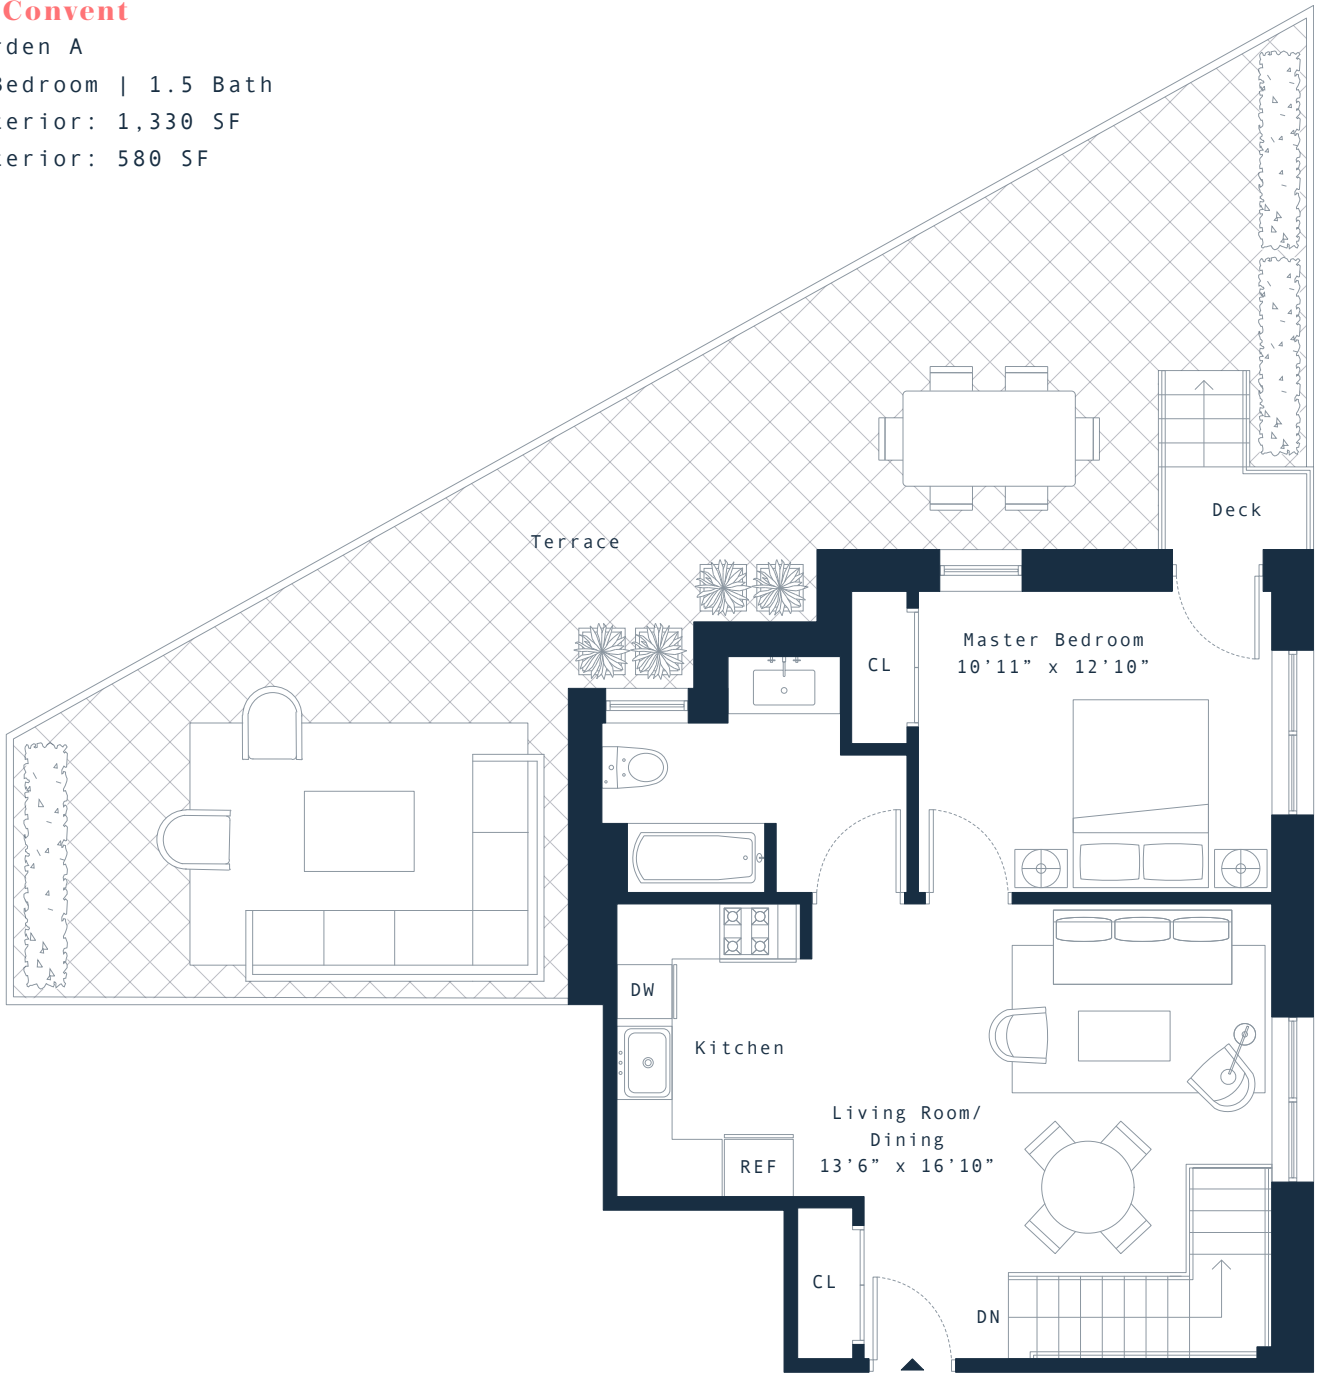 Convent
den A
edroom | 1.5 Bath
erior: 1,330 SF
erior: 580 SF
Deck
Terrace
Master Bedroom
10’11” x 12’10”
CL
DW
Kitchen
Living Room/
Dining
13’6” x 16’10”
REF
CL
DN